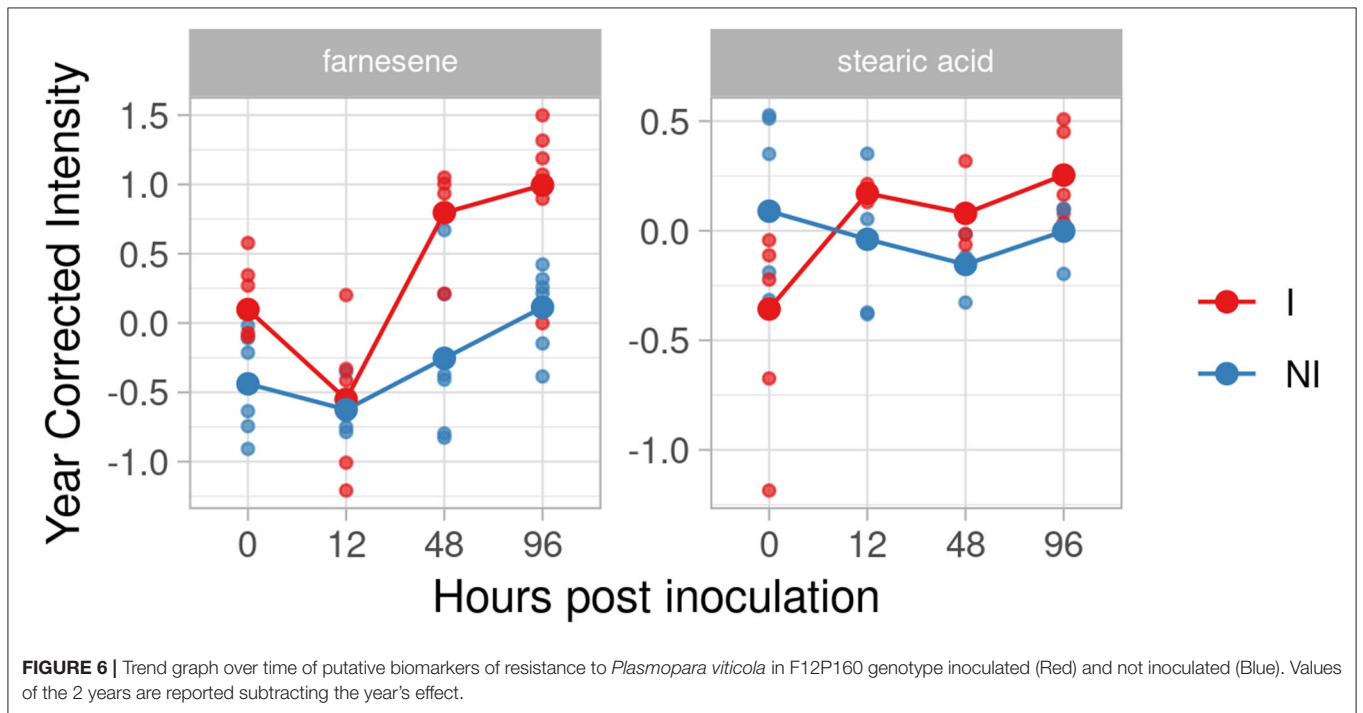 farnesene
stearic acid
Year Corrected Intensity
1.5
1.0
0.5
0.0
-0.5
-1.0
0.5
0.0
-0.5
-1.0
0 12 48 96
0 12 48 96
Hours post inoculation
I
NI
FIGURE 6 | Trend graph over time of putative biomarkers of resistance to Plasmopara viticola in F12P160 genotype inoculated (Red) and not inoculated (Blue). Values
of the 2 years are reported subtracting the year’s effect.